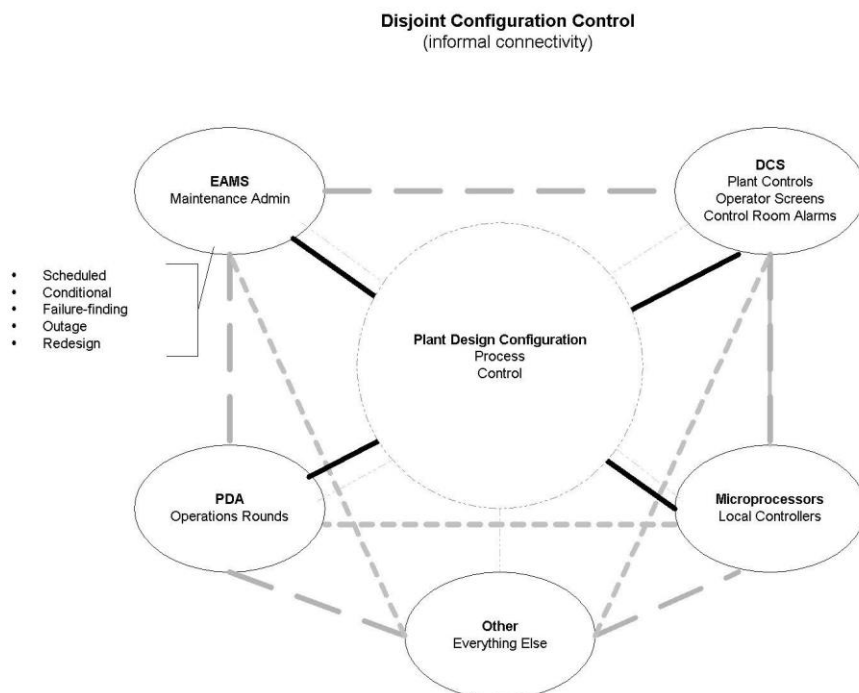 Disjoint Configuration Control
(informal connectivity)
EAMS
Maintenance Admin
DCS
Plant Controls
Operator Screens
Control Room Alarms
• Scheduled
• Conditional
• Failure-finding
• Outage
• Redesign
Plant Design Configuration
Process
Control
PDA
Operations Rounds
Microprocessors
Local Controllers
Other
Everything Else